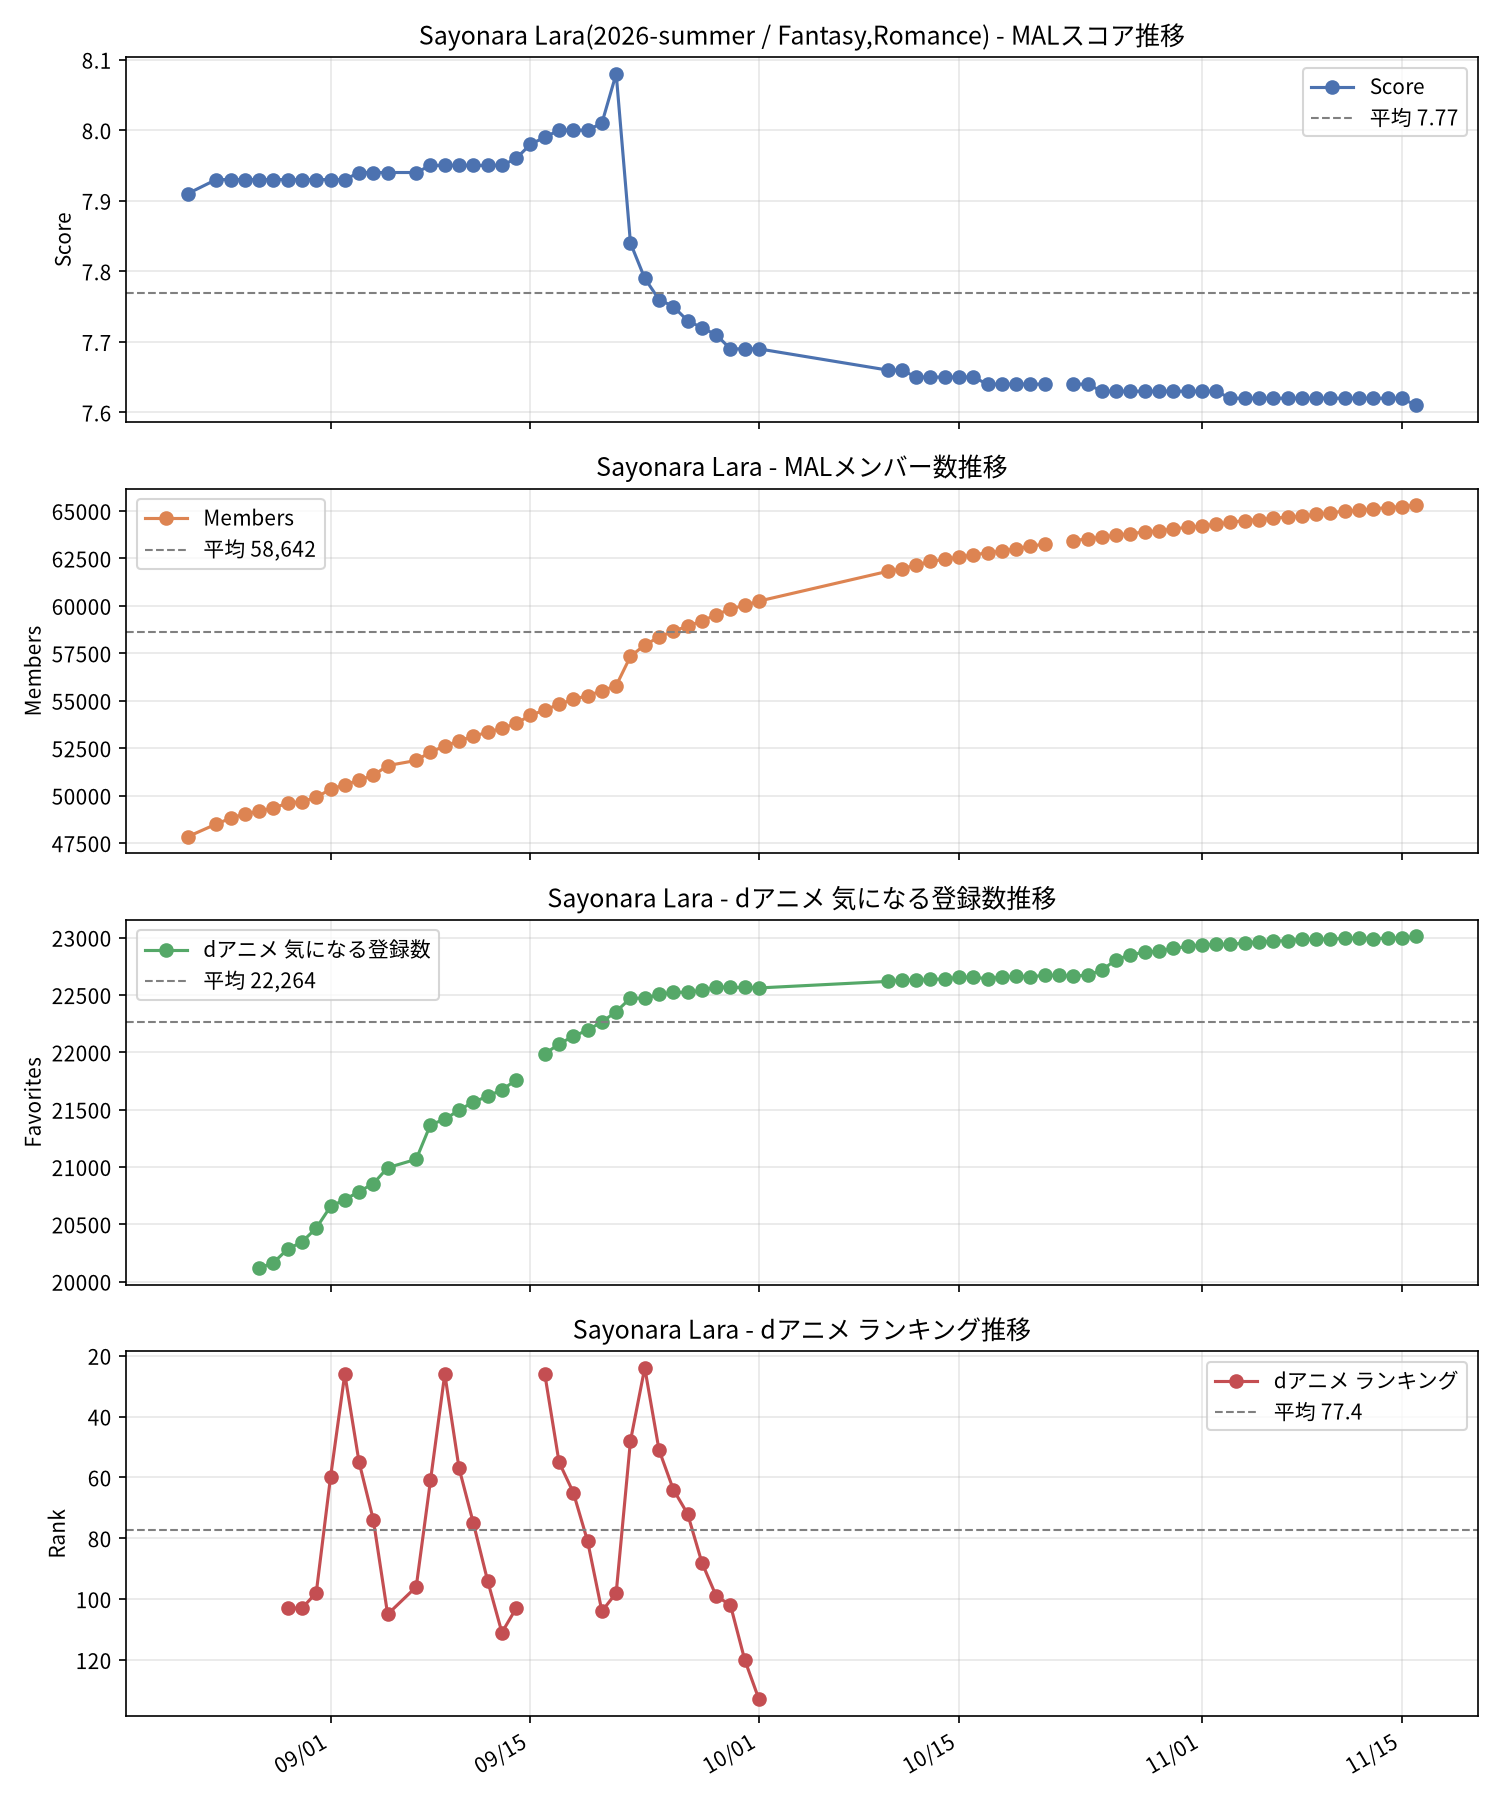 Sayonara Lara(2026-summer / Fantasy,Romance) - MALスコア推移
Score
平均 7.77
Score
8.1
8.0
7.9
7.8
7.7
7.6
Sayonara Lara - MALメンバー数推移
Members
平均 58,642
Members
65000
62500
60000
57500
55000
52500
50000
47500
Sayonara Lara - dアニメ 気になる登録数推移
dアニメ 気になる登録数
平均 22,264
Favorites
23000
22500
22000
21500
21000
20500
20000
Sayonara Lara - dアニメ ランキング推移
dアニメ ランキング
平均 77.4
Rank
20
40
60
80
100
120
09/01
09/15
10/01
10/15
11/01
11/15